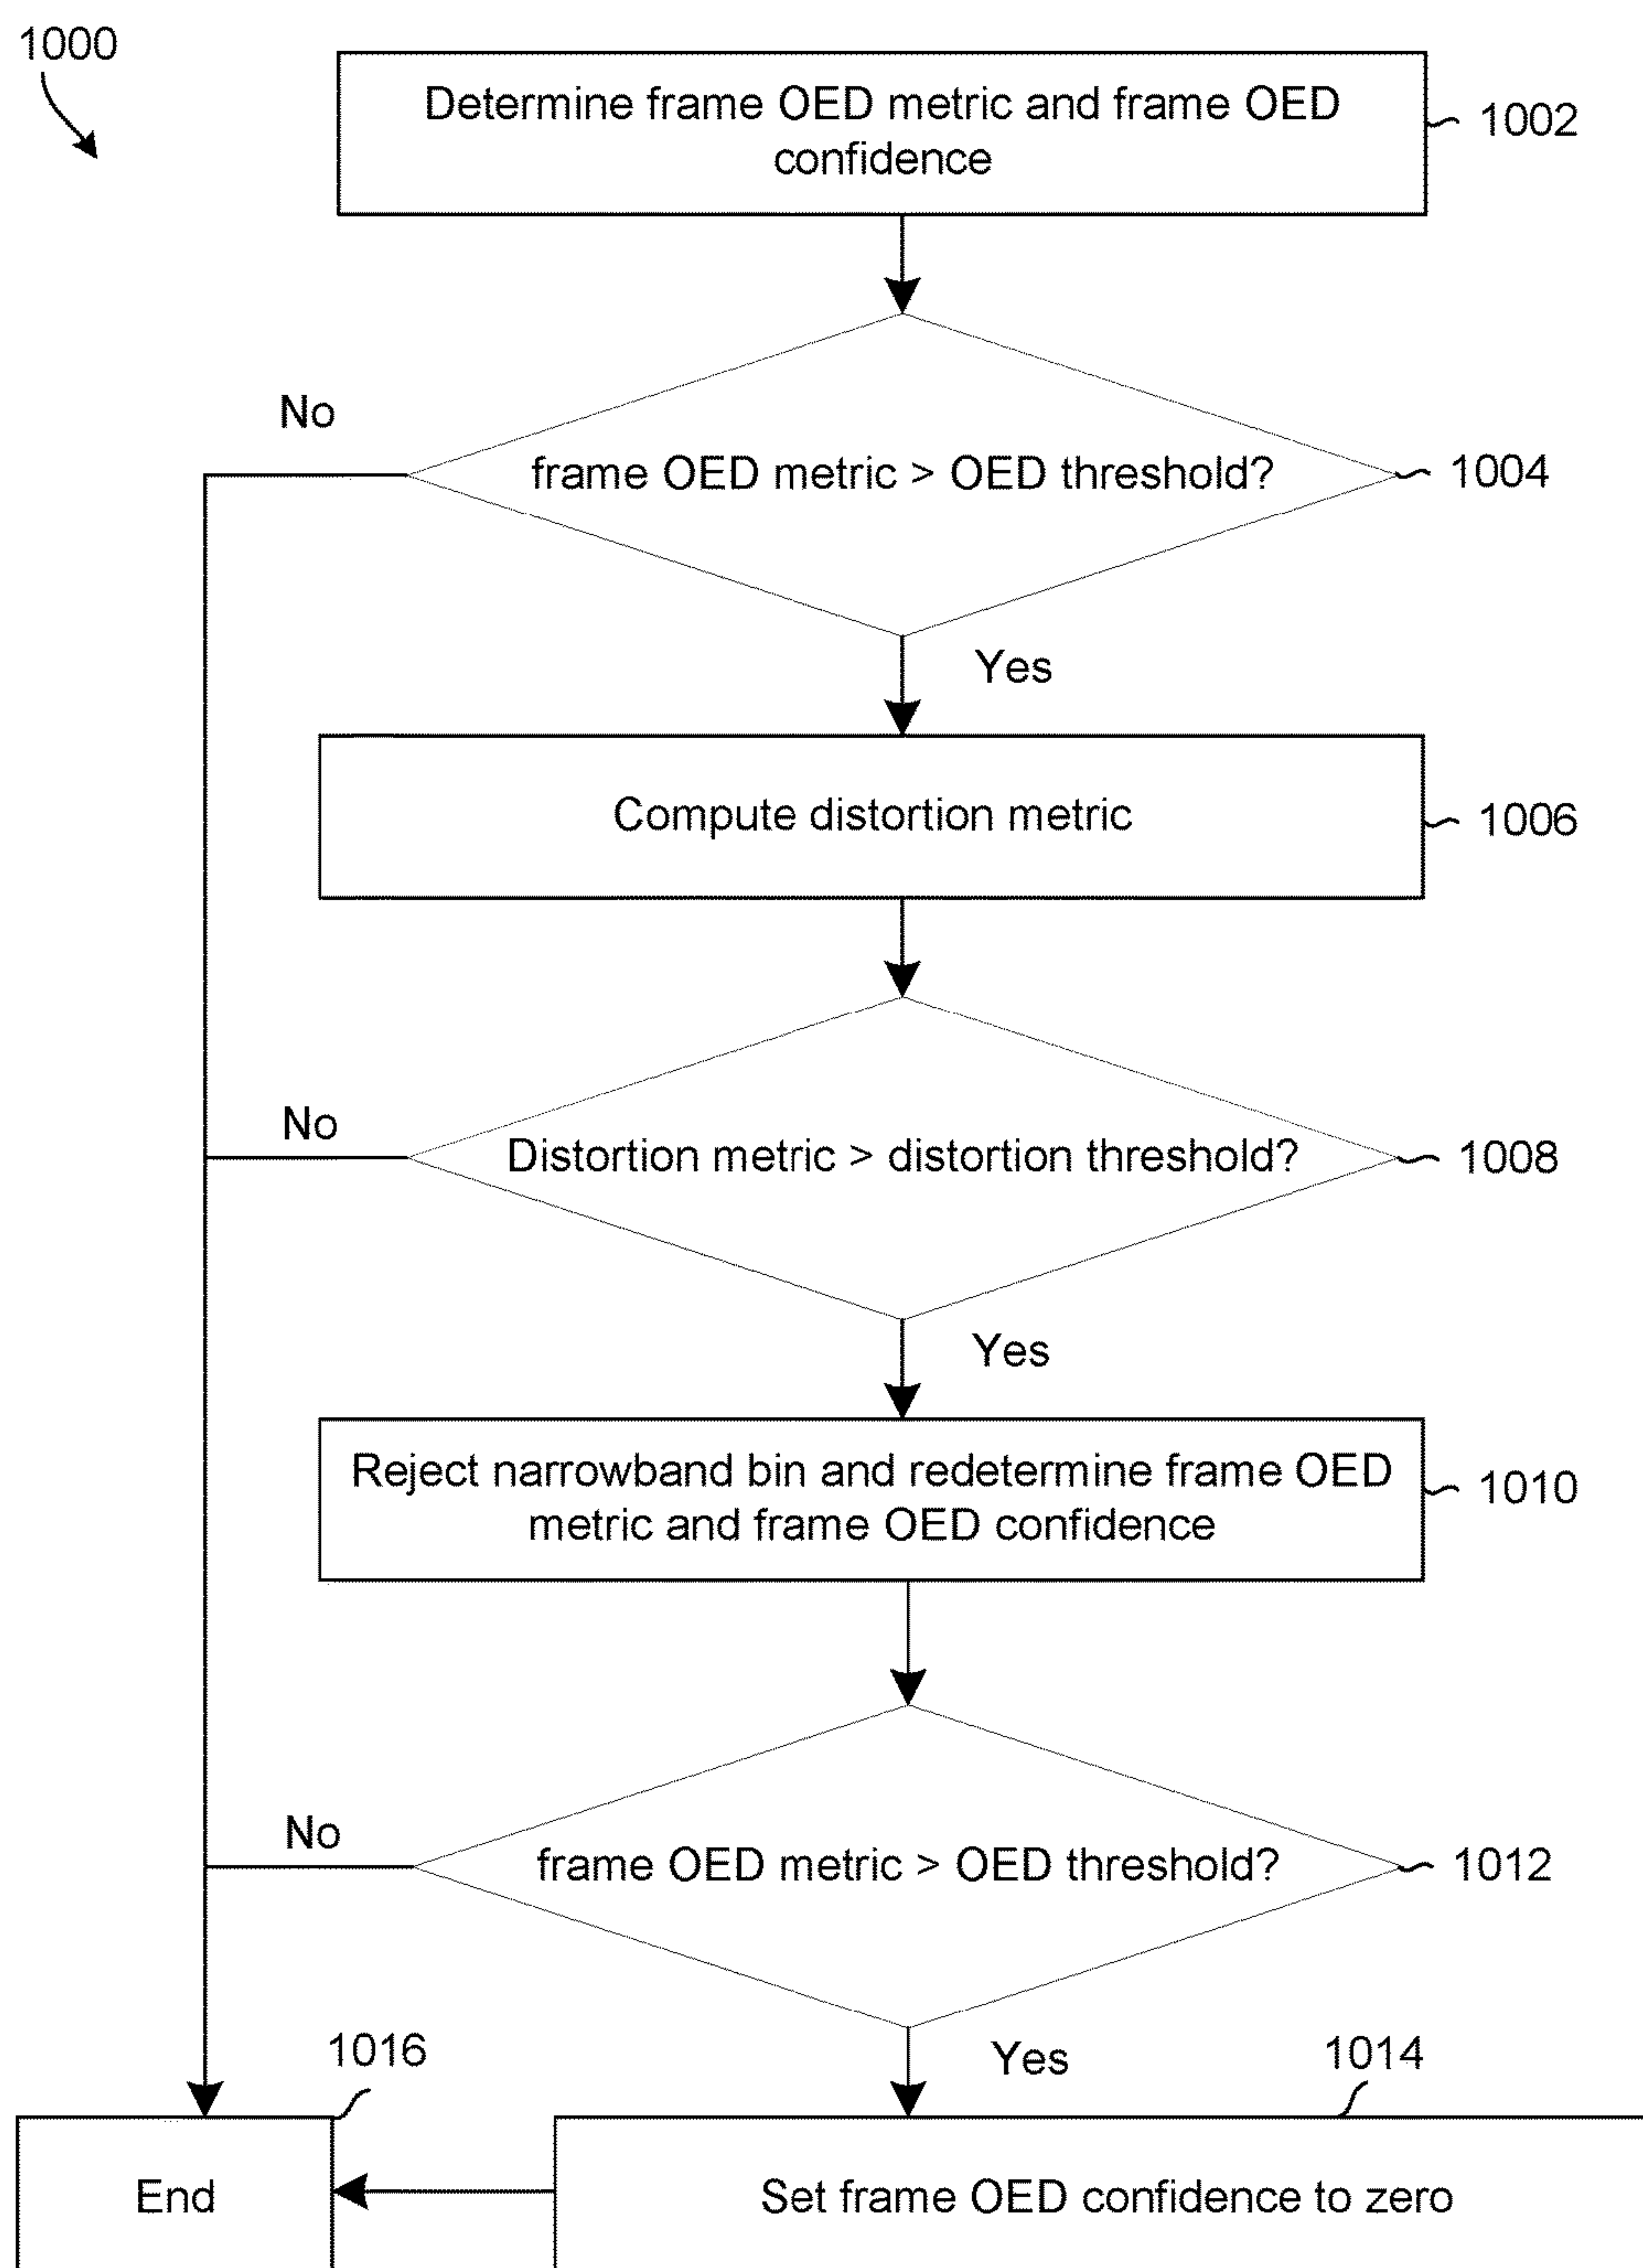 1000
Determine frame OED metric and frame OED
confidence
1002
No
frame OED metric > OED threshold?
1004
Yes
Compute distortion metric
1006
No
Distortion metric > distortion threshold?
1008
Yes
Reject narrowband bin and redetermine frame OED
metric and frame OED confidence
1010
No
frame OED metric > OED threshold?
1012
1016
Yes
1014
End
Set frame OED confidence to zero